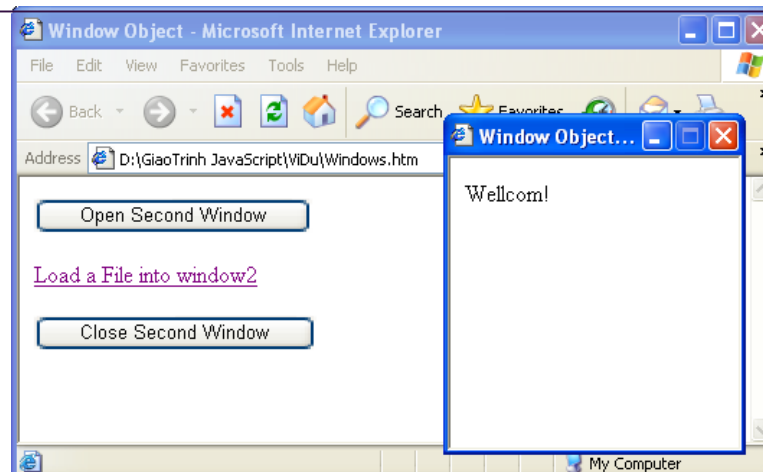 Window Object - Microsoft Internet Explorer
File Edit View Favorites Tools Help
Back Search Favorites
Address D:\GiaoTrinh JavaScript\ViDu\Windows.htm
Window Object...
Wellcom!
Open Second Window
Load a File into window2
Close Second Window
My Computer